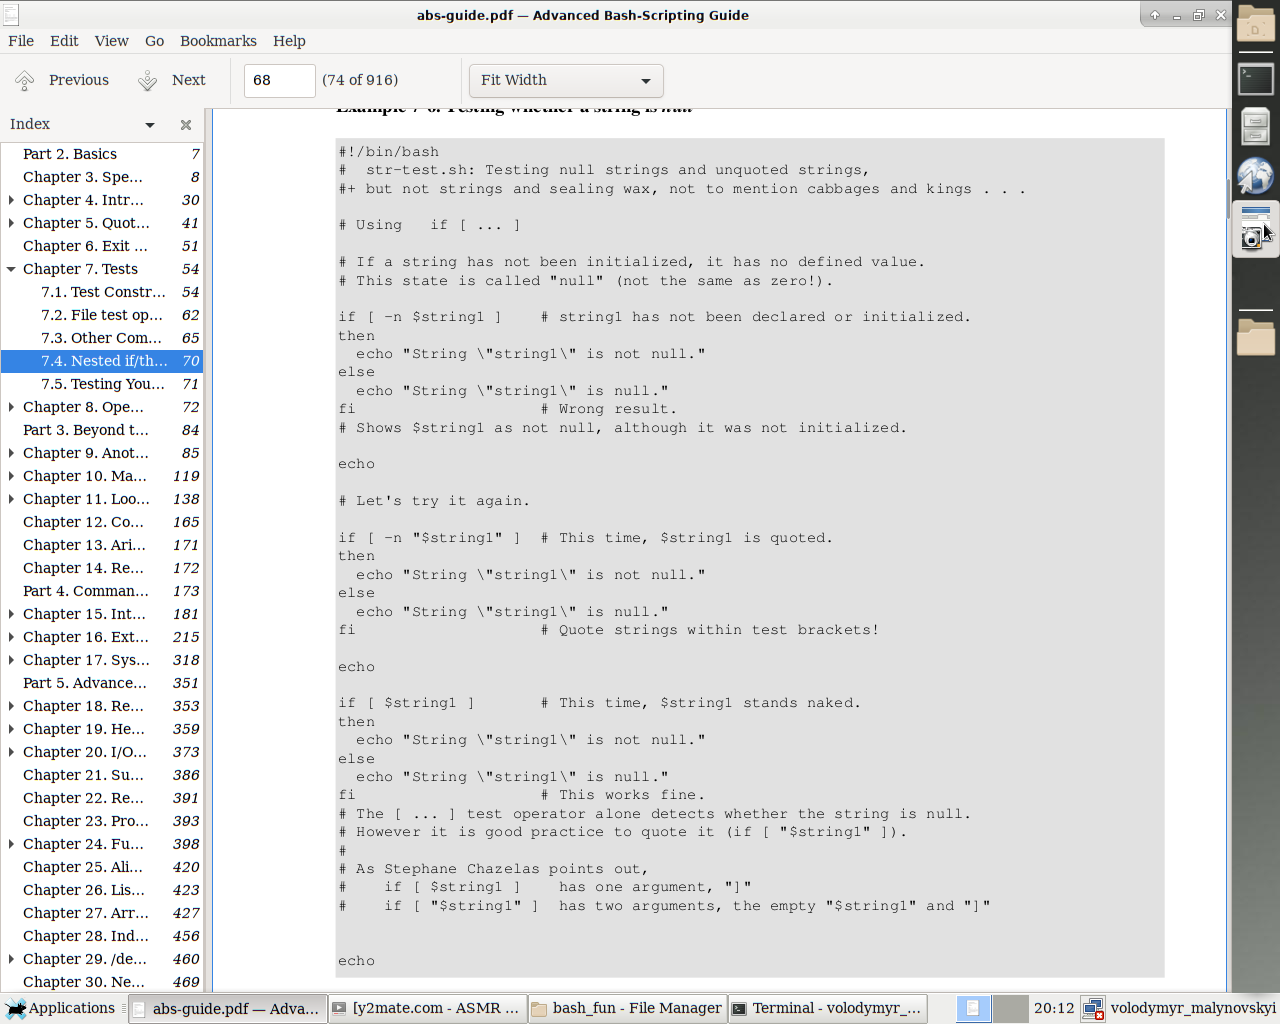 abs-guide.pdf — Advanced Bash-Scripting Guide
File Edit View Go Bookmarks Help
Previous Next 68 (74 of 916) Fit Width
Index
Part 2. Basics 7
Chapter 3. Spe... 8
Chapter 4. Intr... 30
Chapter 5. Quot... 41
Chapter 6. Exit ... 51
Chapter 7. Tests 54
7.1. Test Constr... 54
7.2. File test op... 62
7.3. Other Com... 65
7.4. Nested if/th... 70
7.5. Testing You... 71
Chapter 8. Ope... 72
Part 3. Beyond t... 84
Chapter 9. Anot... 85
Chapter 10. Ma... 119
Chapter 11. Loo... 138
Chapter 12. Co... 165
Chapter 13. Ari... 171
Chapter 14. Re... 172
Part 4. Comman... 173
Chapter 15. Int... 181
Chapter 16. Ext... 215
Chapter 17. Sys... 318
Part 5. Advance... 351
Chapter 18. Re... 353
Chapter 19. He... 359
Chapter 20. I/O... 373
Chapter 21. Su... 386
Chapter 22. Re... 391
Chapter 23. Pro... 393
Chapter 24. Fu... 398
Chapter 25. Ali... 420
Chapter 26. Lis... 423
Chapter 27. Arr... 427
Chapter 28. Ind... 456
Chapter 29. /de... 460
Chapter 30. Ne... 469
Example 7-6. Testing whether a string is null
#!/bin/bash
#  str-test.sh: Testing null strings and unquoted strings,
#+ but not strings and sealing wax, not to mention cabbages and kings . . .
# Using   if [ ... ]
# If a string has not been initialized, it has no defined value.
# This state is called "null" (not the same as zero!).
if [ -n $string1 ]    # string1 has not been declared or initialized.
then
  echo "String \"string1\" is not null."
else
  echo "String \"string1\" is null."
fi                    # Wrong result.
# Shows $string1 as not null, although it was not initialized.
echo
# Let's try it again.
if [ -n "$string1" ]  # This time, $string1 is quoted.
then
  echo "String \"string1\" is not null."
else
  echo "String \"string1\" is null."
fi                    # Quote strings within test brackets!
echo
if [ $string1 ]       # This time, $string1 stands naked.
then
  echo "String \"string1\" is not null."
else
  echo "String \"string1\" is null."
fi                    # This works fine.
# The [ ... ] test operator alone detects whether the string is null.
# However it is good practice to quote it (if [ "$string1" ]).
#
# As Stephane Chazelas points out,
#    if [ $string1 ]    has one argument, "]"
#    if [ "$string1" ]  has two arguments, the empty "$string1" and "]"
echo
Applications abs-guide.pdf — Adva... [y2mate.com - ASMR ... bash_fun - File Manager Terminal - volodymyr_... 20:12 volodymyr_malynovskyi